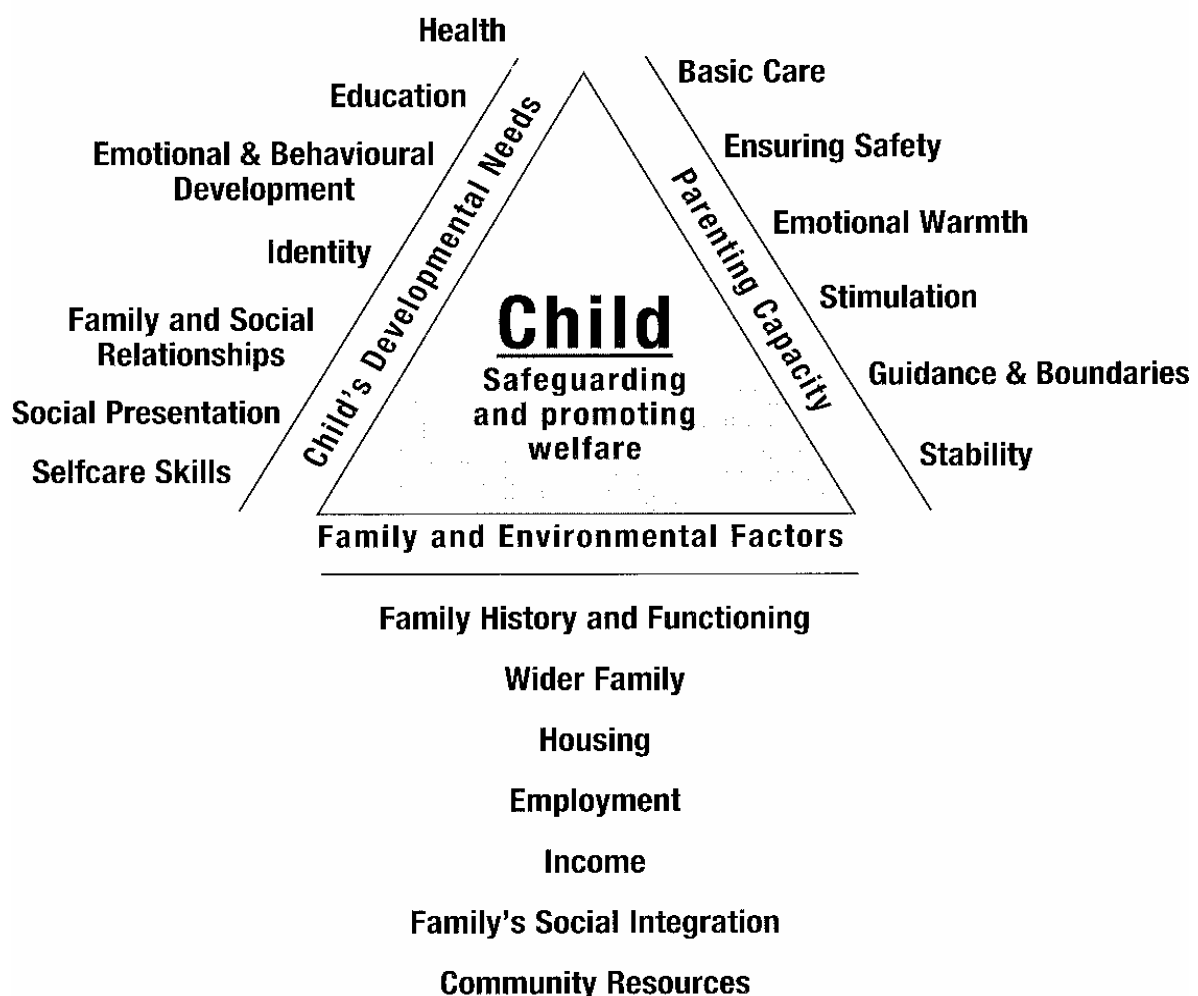 Health
Education
Emotional & Behavioural
Development
Identity
Family and Social
Relationships
Social Presentation
Selfcare Skills
Child's Developmental Needs
Basic Care
Ensuring Safety
Emotional Warmth
Stimulation
Guidance & Boundaries
Stability
Parenting Capacity
Child
Safeguarding
and promoting
welfare
Family and Environmental Factors
Family History and Functioning
Wider Family
Housing
Employment
Income
Family's Social Integration
Community Resources